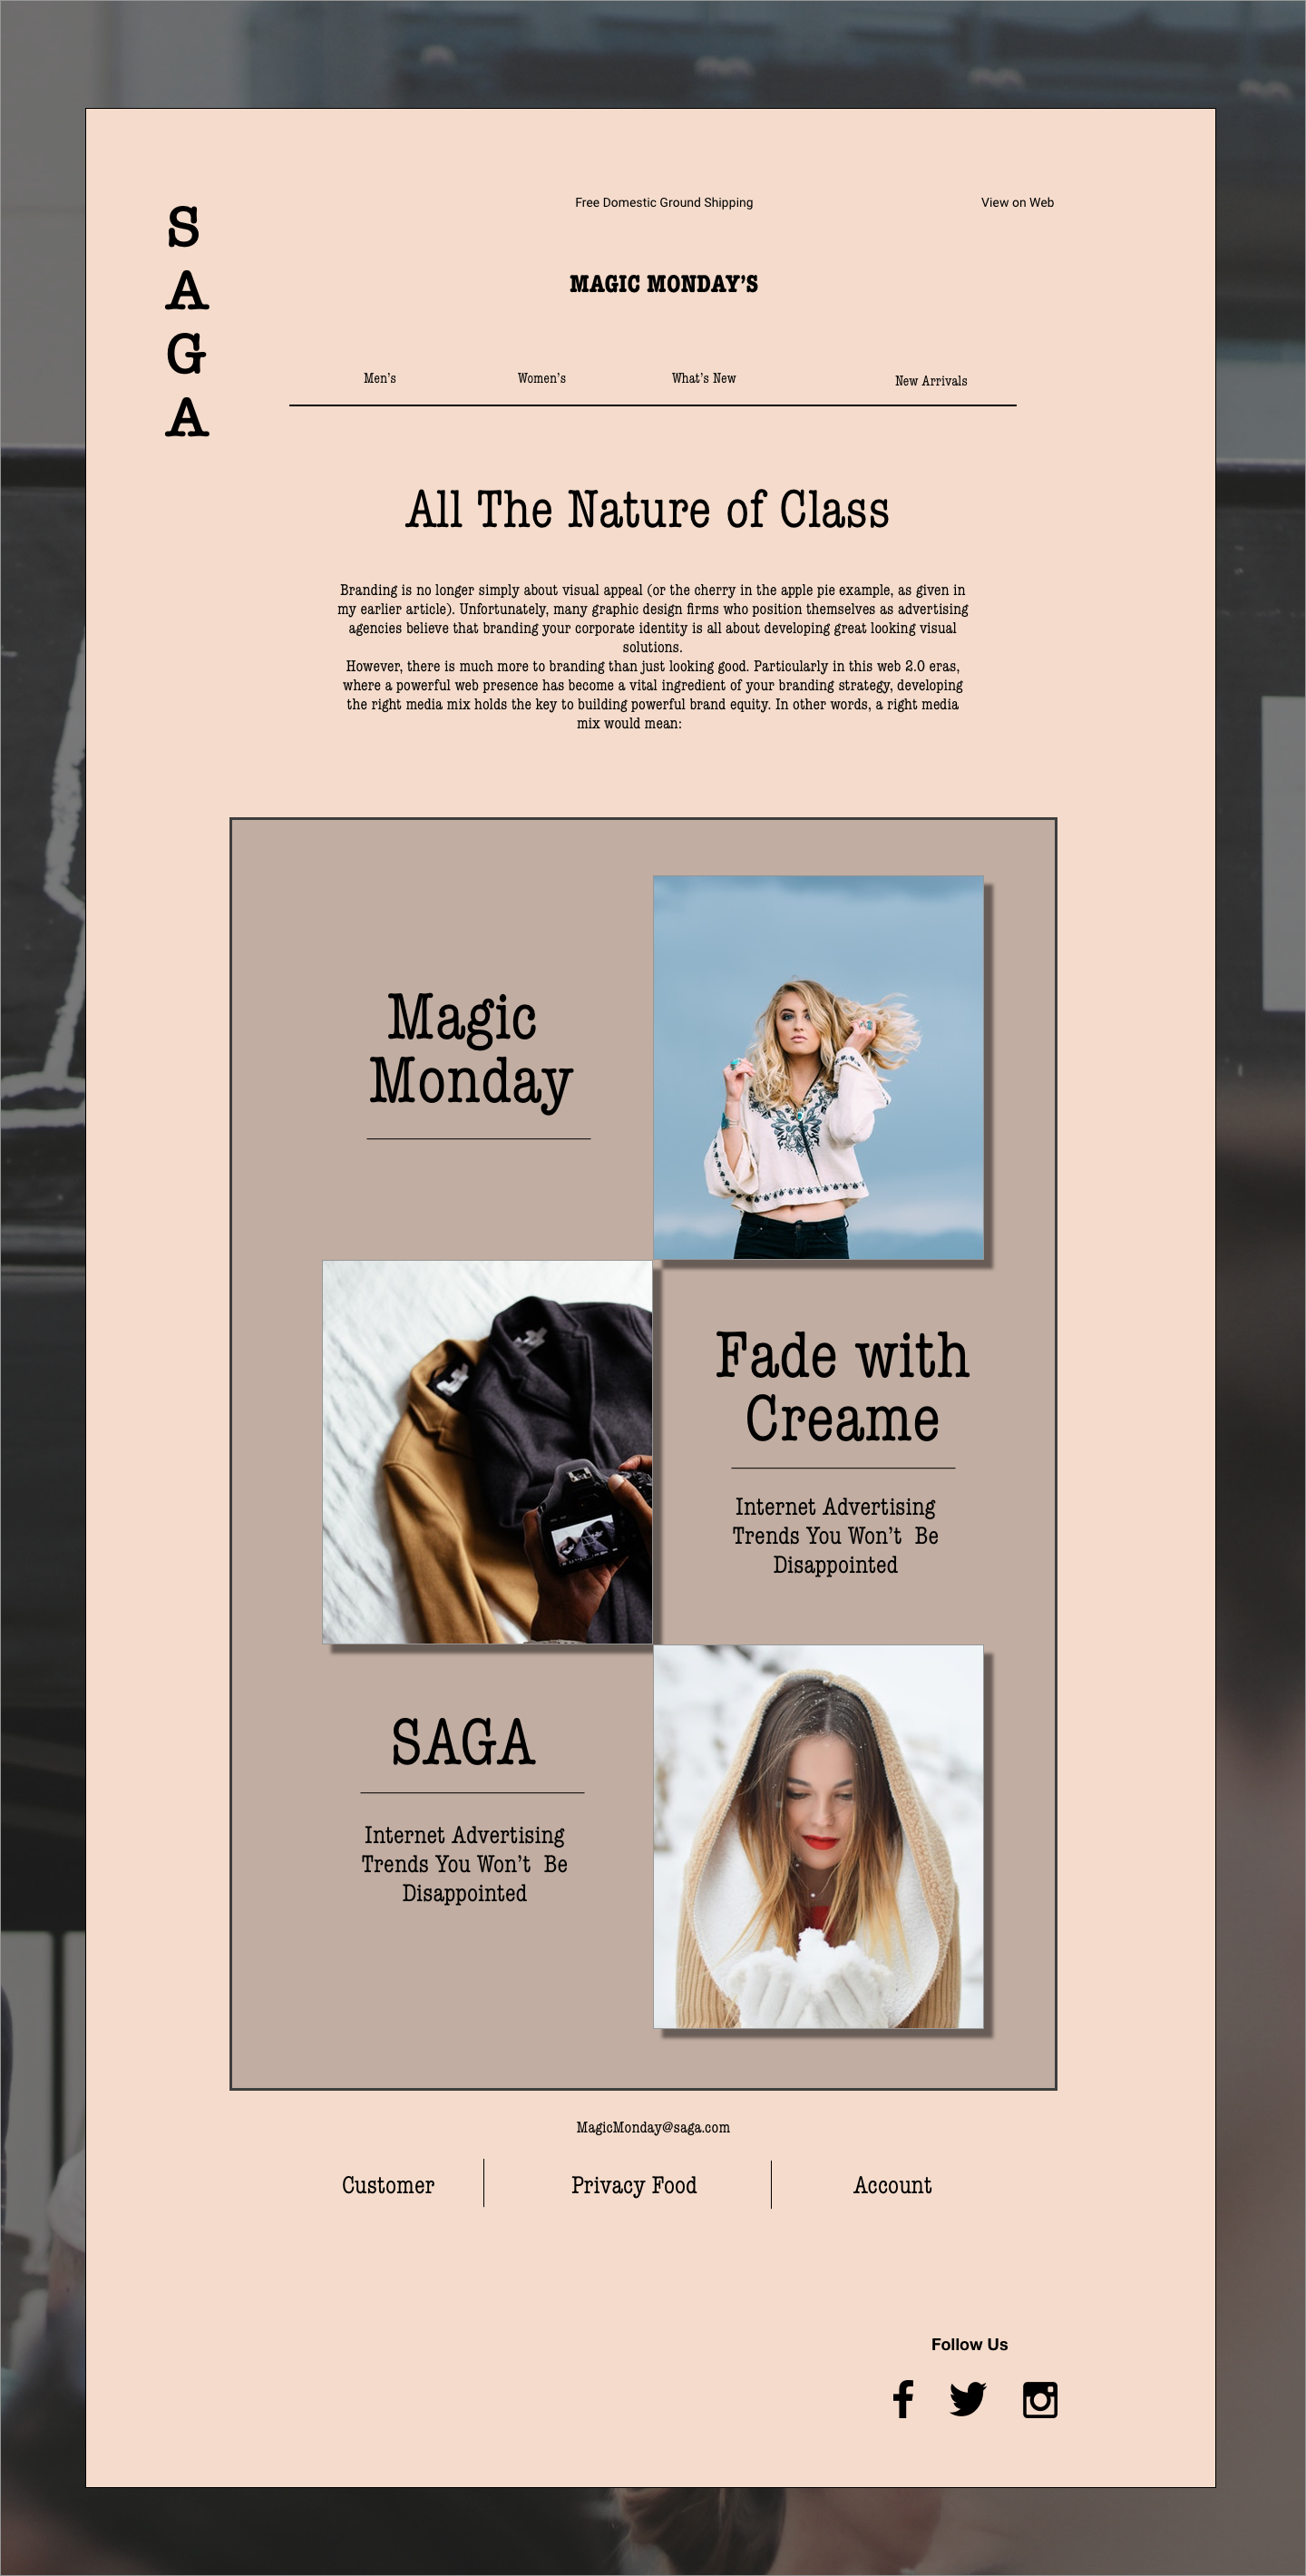 S
A
G
A
Free Domestic Ground Shipping
View on Web
MAGIC MONDAY’S
Men’s
Women’s
What’s New
New Arrivals
All The Nature of Class
Branding is no longer simply about visual appeal (or the cherry in the apple pie example, as given in
my earlier article). Unfortunately, many graphic design firms who position themselves as advertising
agencies believe that branding your corporate identity is all about developing great looking visual
solutions.
However, there is much more to branding than just looking good. Particularly in this web 2.0 eras,
where a powerful web presence has become a vital ingredient of your branding strategy, developing
the right media mix holds the key to building powerful brand equity. In other words, a right media
mix would mean:
Magic
Monday
Fade with
Creame
Internet Advertising
Trends You Won’t  Be
Disappointed
SAGA
Internet Advertising
Trends You Won’t  Be
Disappointed
MagicMonday@saga.com
Customer
Privacy Food
Account
Follow Us